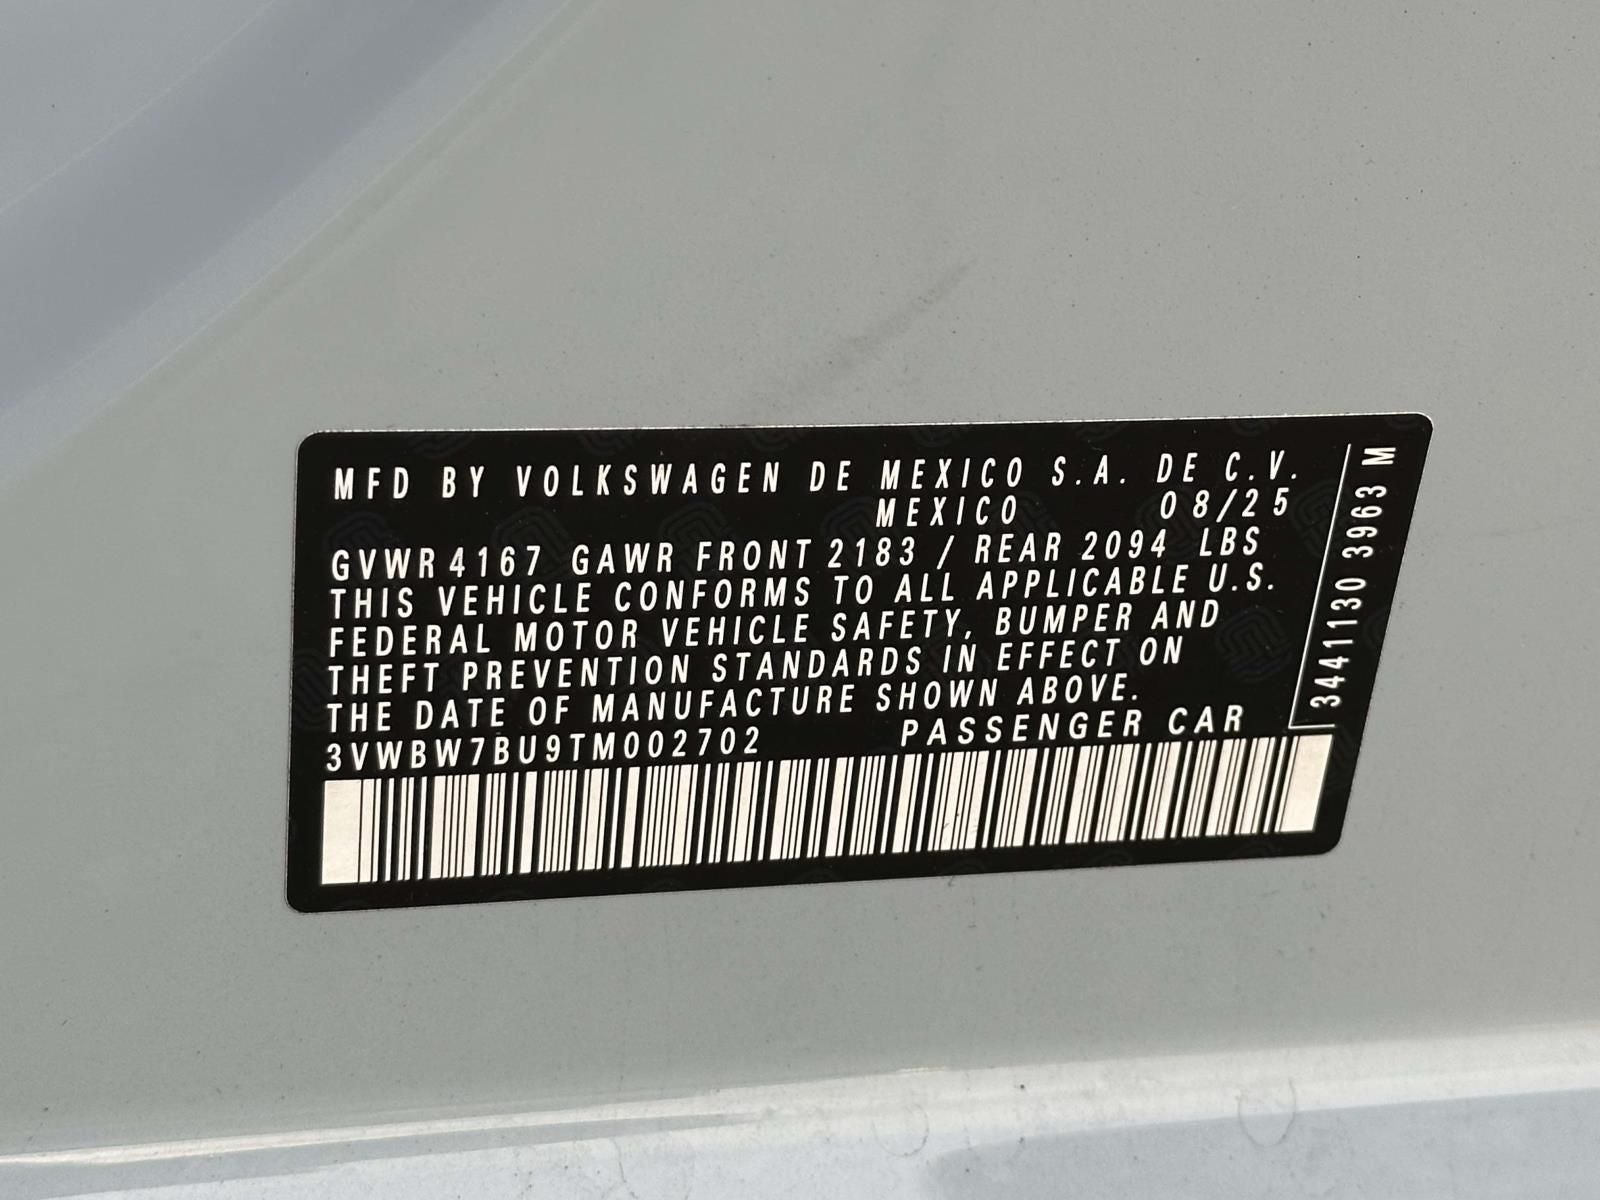 MFD BY VOLKSWAGEN DE MEXICO S.A. DE C.V.
MEXICO 08/25
GVWR 4167 GAWR FRONT 2183 / REAR 2094 LBS
THIS VEHICLE CONFORMS TO ALL APPLICABLE U.S.
FEDERAL MOTOR VEHICLE SAFETY, BUMPER AND
THEFT PREVENTION STANDARDS IN EFFECT ON
THE DATE OF MANUFACTURE SHOWN ABOVE.
3VWBW7BU9TM002702 PASSENGER CAR
3441130 3963 M